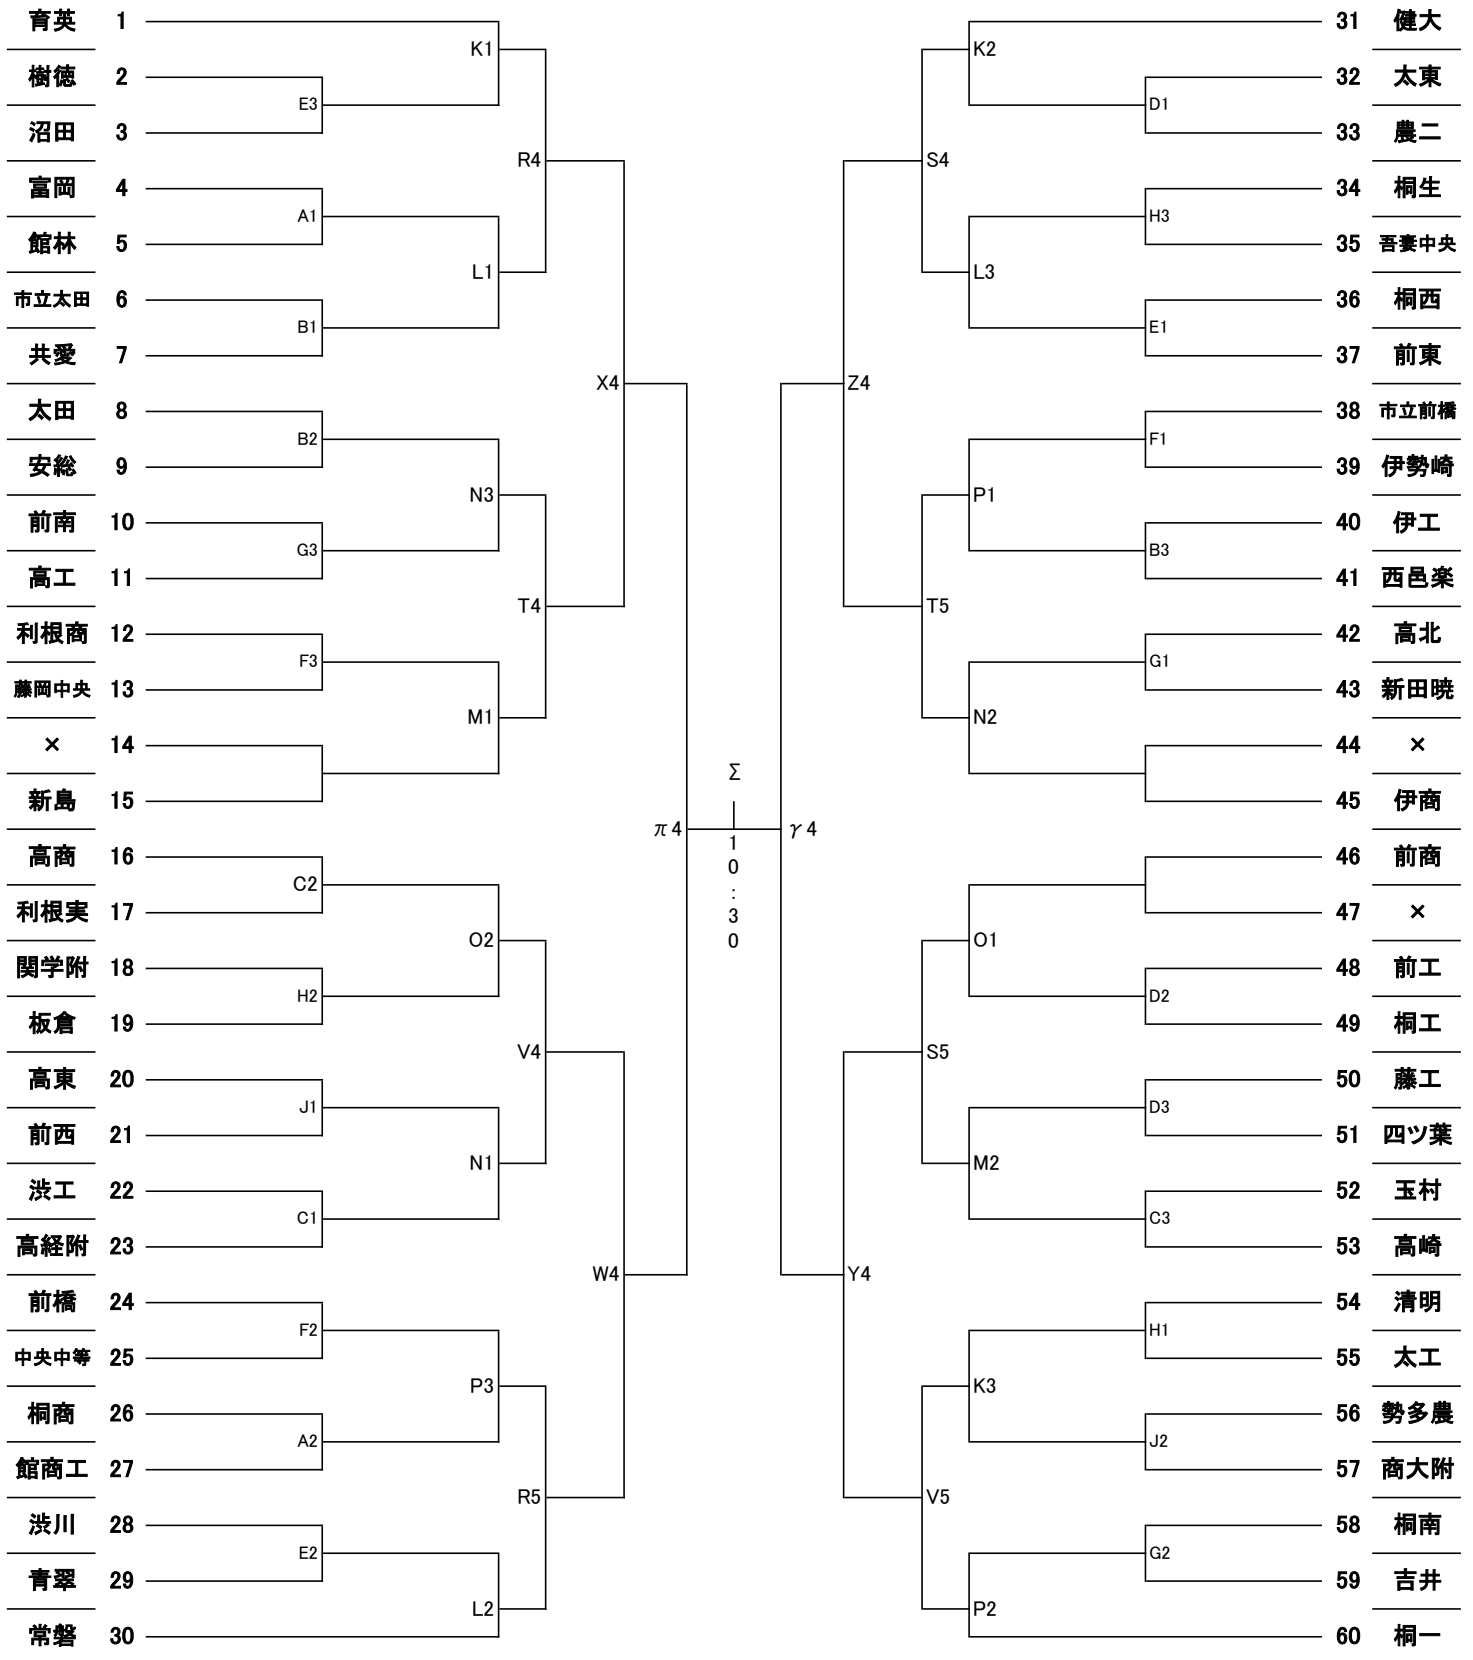 育英 1
樹徳 2
沼田 3
富岡 4
館林 5
市立太田 6
共愛 7
太田 8
安総 9
前南 10
高工 11
利根商 12
藤岡中央 13
× 14
新島 15
高商 16
利根実 17
関学附 18
板倉 19
高東 20
前西 21
渋工 22
高経附 23
前橋 24
中央中等 25
桐商 26
館商工 27
渋川 28
青翠 29
常磐 30
E3
A1
B1
B2
G3
F3
C2
H2
J1
C1
F2
A2
E2
K1
L1
N3
M1
O2
N1
P3
L2
R4
T4
V4
R5
X4
W4
π4
Σ
10:30
γ4
Z4
Y4
S4
T5
S5
V5
K2
L3
P1
N2
O1
M2
K3
P2
D1
H3
E1
F1
B3
G1
D2
D3
C3
H1
J2
G2
31 健大
32 太東
33 農二
34 桐生
35 吾妻中央
36 桐西
37 前東
38 市立前橋
39 伊勢崎
40 伊工
41 西邑楽
42 高北
43 新田暁
44 ×
45 伊商
46 前商
47 ×
48 前工
49 桐工
50 藤工
51 四ツ葉
52 玉村
53 高崎
54 清明
55 太工
56 勢多農
57 商大附
58 桐南
59 吉井
60 桐一